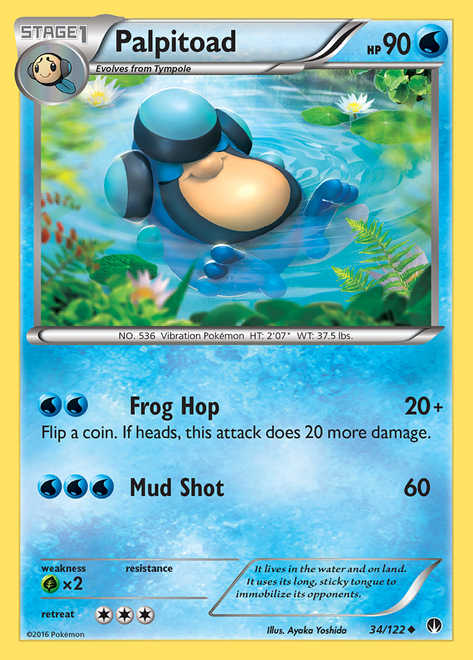 STAGE1
Palpitoad
HP 90
Evolves from Tympole
NO. 536 Vibration Pokémon HT: 2'07" WT: 37.5 lbs.
Frog Hop 20+
Flip a coin. If heads, this attack does 20 more damage.
Mud Shot 60
weakness resistance
×2
retreat
It lives in the water and on land.
It uses its long, sticky tongue to
immobilize its opponents.
©2016 Pokémon
Illus. Ayaka Yoshida
34/122